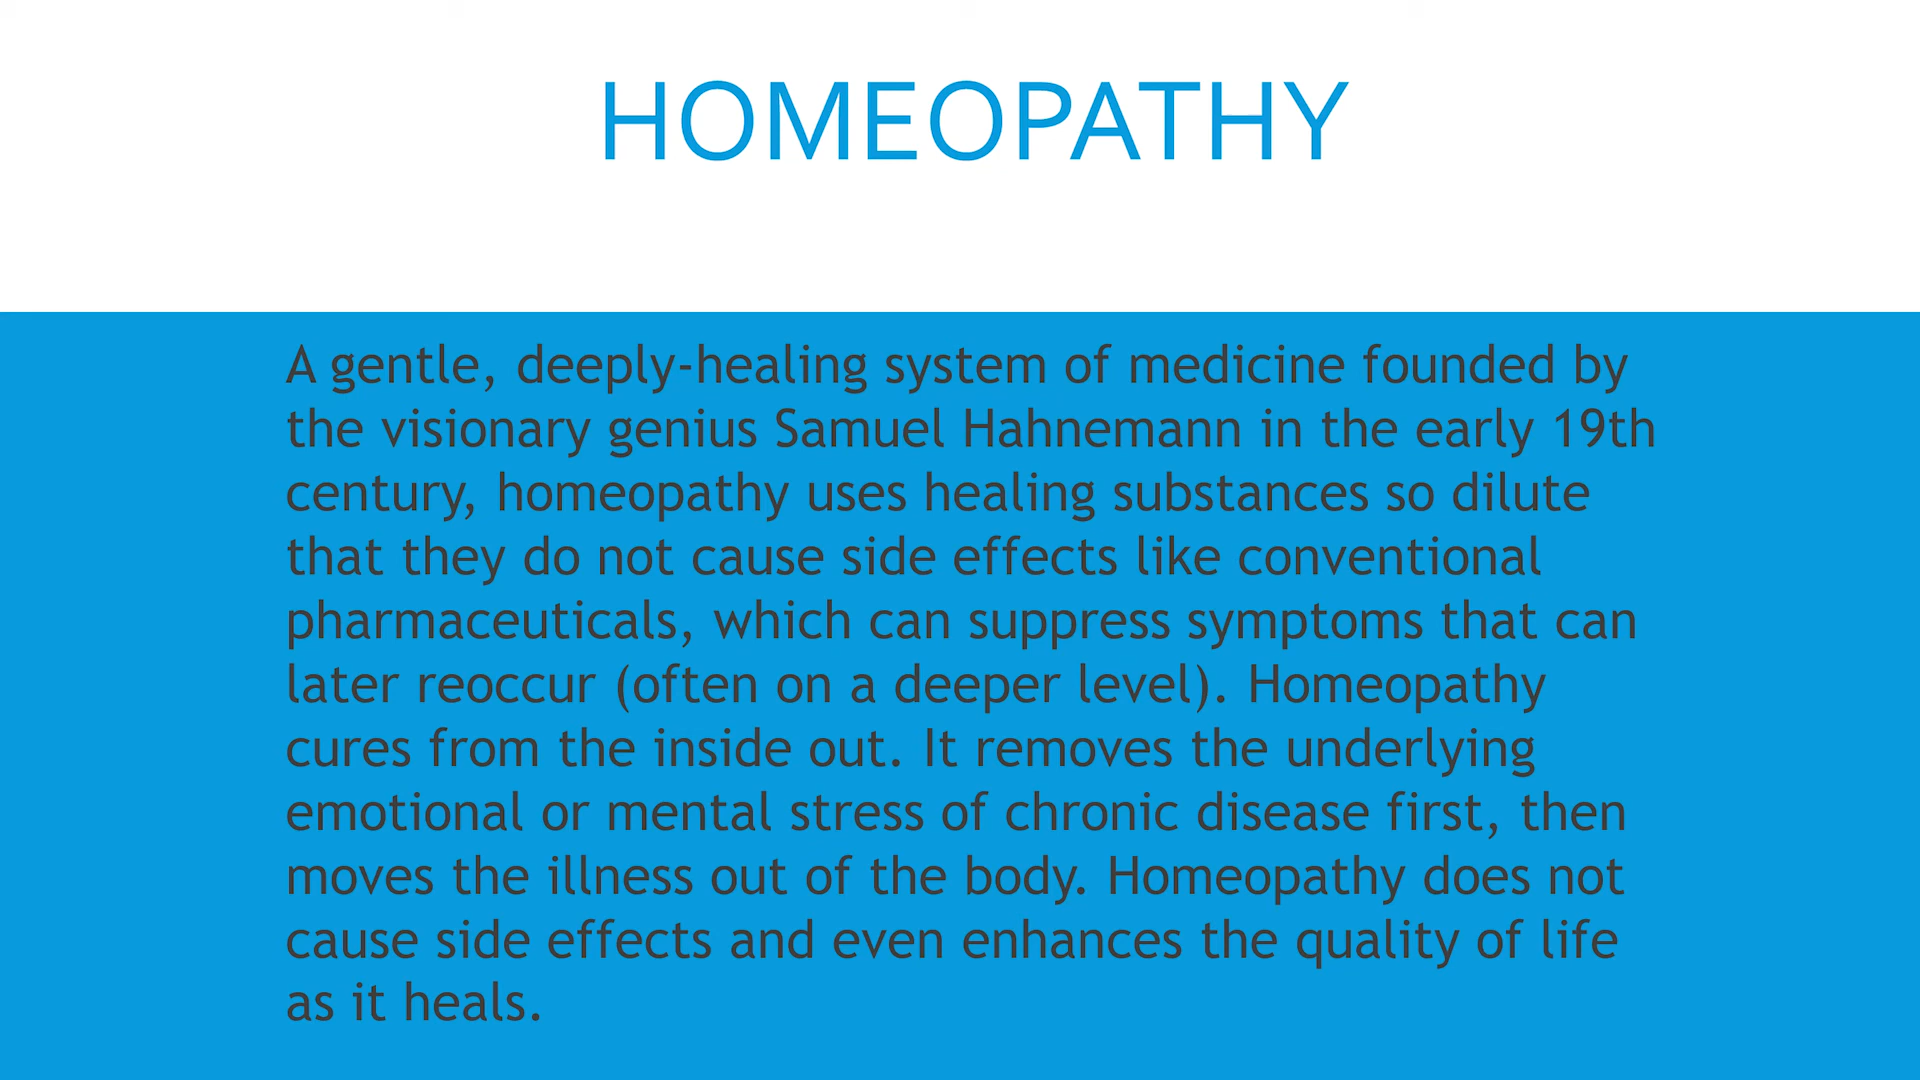 HOMEOPATHY
A gentle, deeply-healing system of medicine founded by
the visionary genius Samuel Hahnemann in the early 19th
century, homeopathy uses healing substances so dilute
that they do not cause side effects like conventional
pharmaceuticals, which can suppress symptoms that can
later reoccur (often on a deeper level). Homeopathy
cures from the inside out. It removes the underlying
emotional or mental stress of chronic disease first, then
moves the illness out of the body. Homeopathy does not
cause side effects and even enhances the quality of life
as it heals.